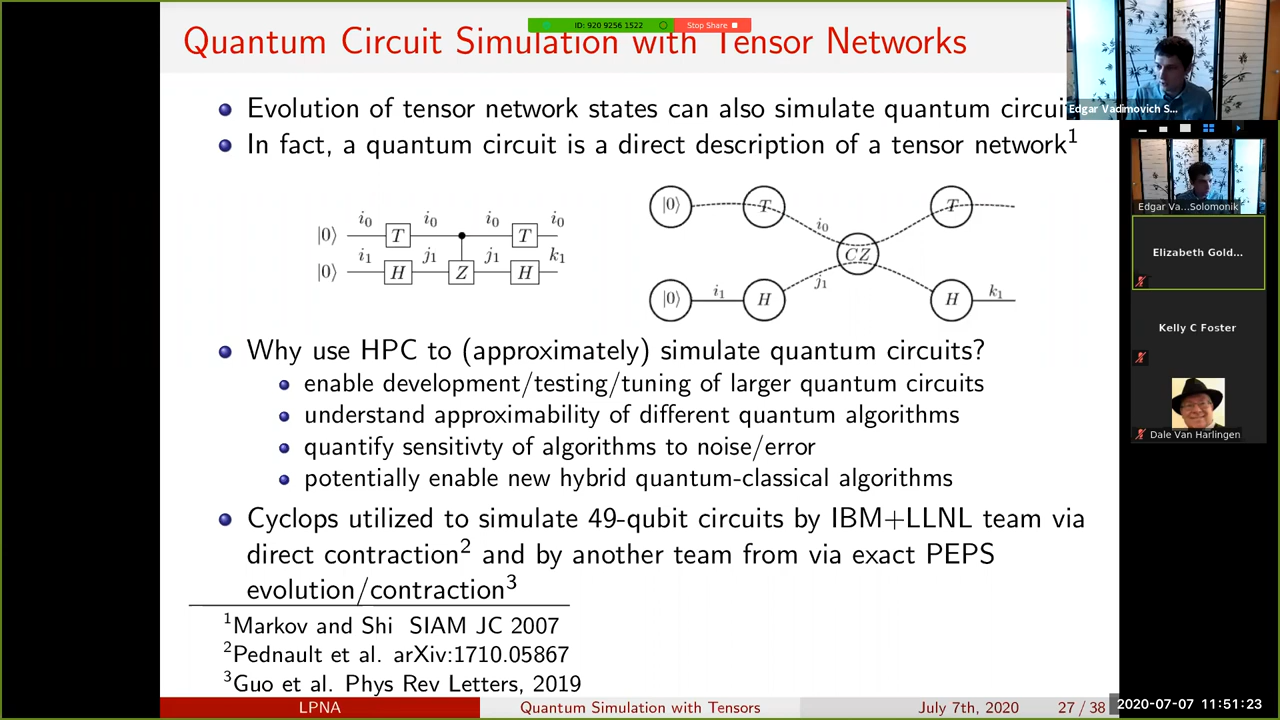 ID: 920 9256 1522
Stop Share
Quantum Circuit Simulation with Tensor Networks
Evolution of tensor network states can also simulate quantum circui
In fact, a quantum circuit is a direct description of a tensor network¹
i₀ i₀ i₀ i₀
|0⟩ T T
i₁ j₁ j₁ k₁
|0⟩ H Z H
|0⟩ T T
i₀
CZ
j₁
|0⟩ i₁ H H k₁
Why use HPC to (approximately) simulate quantum circuits?
enable development/testing/tuning of larger quantum circuits
understand approximability of different quantum algorithms
quantify sensitivty of algorithms to noise/error
potentially enable new hybrid quantum-classical algorithms
Cyclops utilized to simulate 49-qubit circuits by IBM+LLNL team via
direct contraction² and by another team from via exact PEPS
evolution/contraction³
¹Markov and Shi SIAM JC 2007
²Pednault et al. arXiv:1710.05867
³Guo et al. Phys Rev Letters, 2019
LPNA
Quantum Simulation with Tensors
July 7th, 2020
27 / 38
Edgar Vadimovich S...
Edgar Va...Solomonik
Elizabeth Gold...
Kelly C Foster
Dale Van Harlingen
2020-07-07 11:51:23